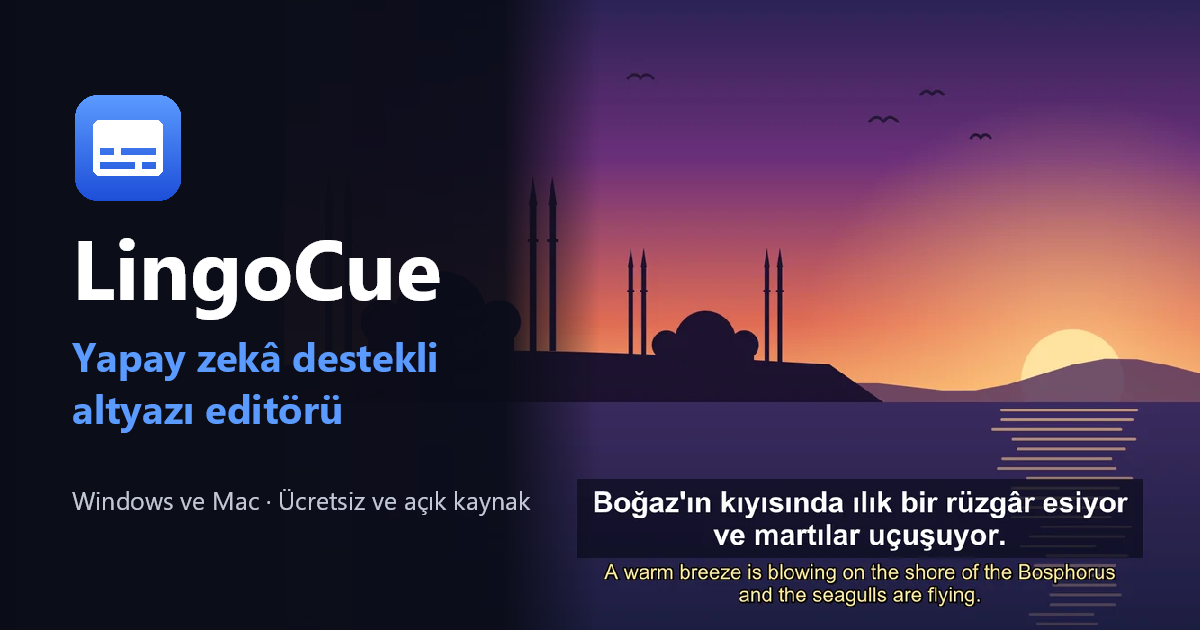 LingoCue
Yapay zekâ destekli
altyazı editörü
Windows ve Mac · Ücretsiz ve açık kaynak
Boğaz'ın kıyısında ılık bir rüzgâr esiyor
ve martılar uçuşuyor.
A warm breeze is blowing on the shore of the Bosphorus
and the seagulls are flying.